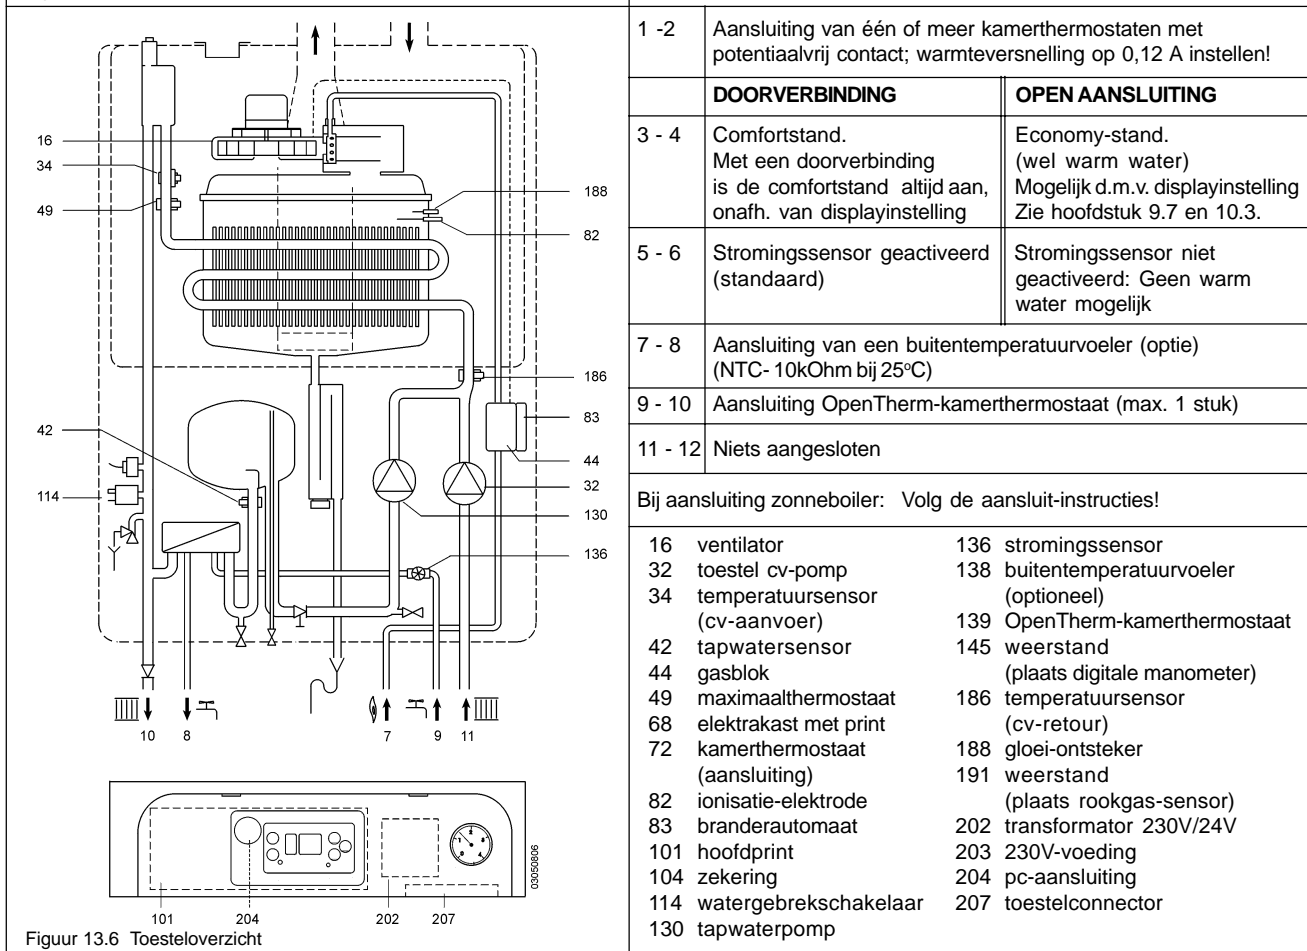 16
34
49
42
114
188
82
186
83
44
32
130
136
10
8
7
9
11
03050806
101
204
202
207
Figuur 13.6 Toesteloverzicht
1 -2 Aansluiting van één of meer kamerthermostaten met
potentiaalvrij contact; warmteversnelling op 0,12 A instellen!
DOORVERBINDING OPEN AANSLUITING
3 - 4 Comfortstand. Economy-stand.
Met een doorverbinding (wel warm water)
is de comfortstand altijd aan, Mogelijk d.m.v. displayinstelling
onafh. van displayinstelling Zie hoofdstuk 9.7 en 10.3.
5 - 6 Stromingssensor geactiveerd Stromingssensor niet
(standaard) geactiveerd: Geen warm
water mogelijk
7 - 8 Aansluiting van een buitentemperatuurvoeler (optie)
(NTC- 10kOhm bij 25°C)
9 - 10 Aansluiting OpenTherm-kamerthermostaat (max. 1 stuk)
11 - 12 Niets aangesloten
Bij aansluiting zonneboiler: Volg de aansluit-instructies!
16 ventilator
32 toestel cv-pomp
34 temperatuursensor
(cv-aanvoer)
42 tapwatersensor
44 gasblok
49 maximaalthermostaat
68 elektrakast met print
72 kamerthermostaat
(aansluiting)
82 ionisatie-elektrode
83 branderautomaat
101 hoofdprint
104 zekering
114 watergebrekschakelaar
130 tapwaterpomp
136 stromingssensor
138 buitentemperatuurvoeler
(optioneel)
139 OpenTherm-kamerthermostaat
145 weerstand
(plaats digitale manometer)
186 temperatuursensor
(cv-retour)
188 gloei-ontsteker
191 weerstand
(plaats rookgas-sensor)
202 transformator 230V/24V
203 230V-voeding
204 pc-aansluiting
207 toestelconnector